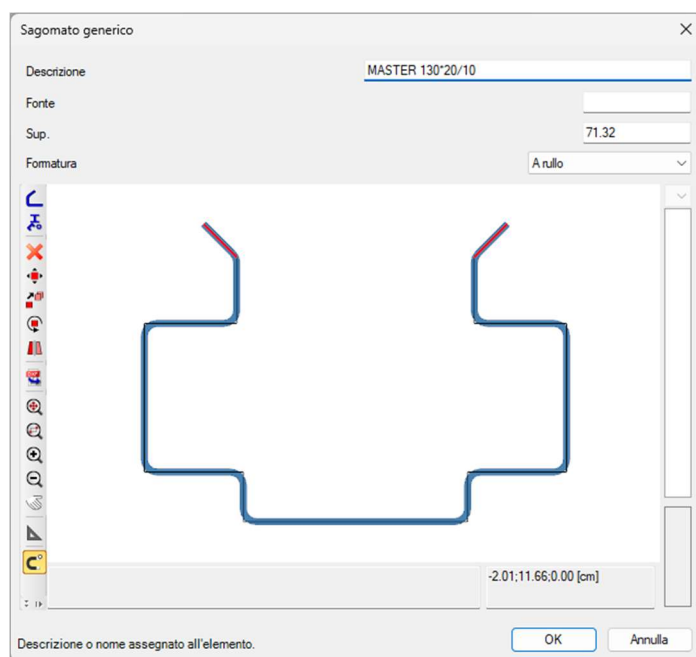 Sagomato generico
Descrizione MASTER 130*20/10
Fonte
Sup. 71.32
Formatura A rullo
-2.01;11.66;0.00 [cm]
Descrizione o nome assegnato all'elemento.
OK Annulla